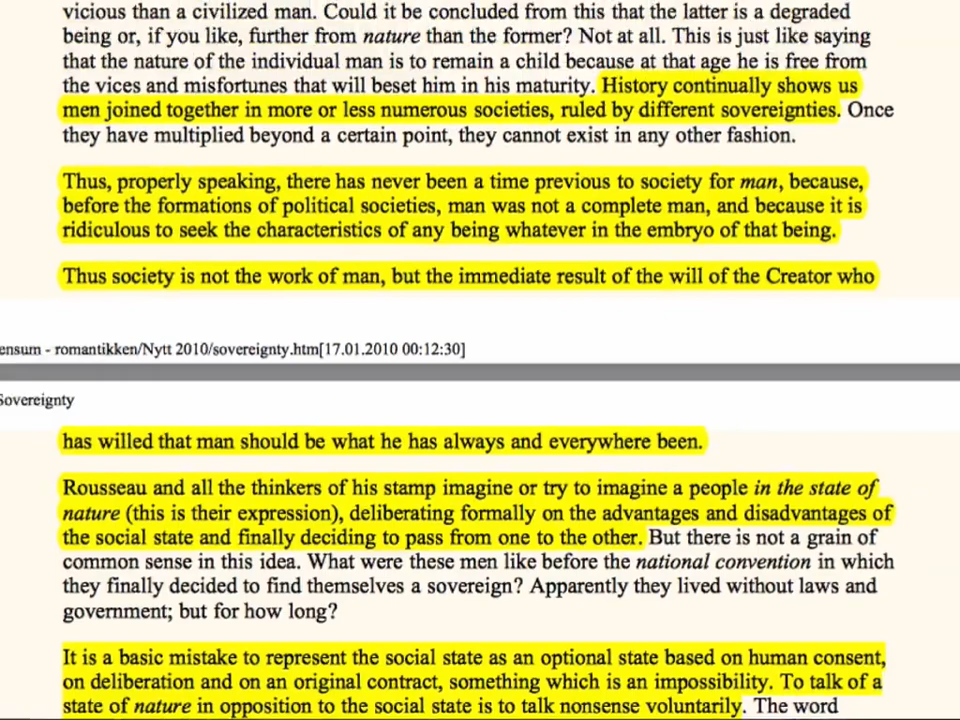 vicious than a civilized man. Could it be concluded from this that the latter is a degraded
being or, if you like, further from nature than the former? Not at all. This is just like saying
that the nature of the individual man is to remain a child because at that age he is free from
the vices and misfortunes that will beset him in his maturity. History continually shows us
men joined together in more or less numerous societies, ruled by different sovereignties. Once
they have multiplied beyond a certain point, they cannot exist in any other fashion.
Thus, properly speaking, there has never been a time previous to society for man, because,
before the formations of political societies, man was not a complete man, and because it is
ridiculous to seek the characteristics of any being whatever in the embryo of that being.
Thus society is not the work of man, but the immediate result of the will of the Creator who
ensum - romantikken/Nytt 2010/sovereignty.htm[17.01.2010 00:12:30]
Sovereignty
has willed that man should be what he has always and everywhere been.
Rousseau and all the thinkers of his stamp imagine or try to imagine a people in the state of
nature (this is their expression), deliberating formally on the advantages and disadvantages of
the social state and finally deciding to pass from one to the other. But there is not a grain of
common sense in this idea. What were these men like before the national convention in which
they finally decided to find themselves a sovereign? Apparently they lived without laws and
government; but for how long?
It is a basic mistake to represent the social state as an optional state based on human consent,
on deliberation and on an original contract, something which is an impossibility. To talk of a
state of nature in opposition to the social state is to talk nonsense voluntarily. The word